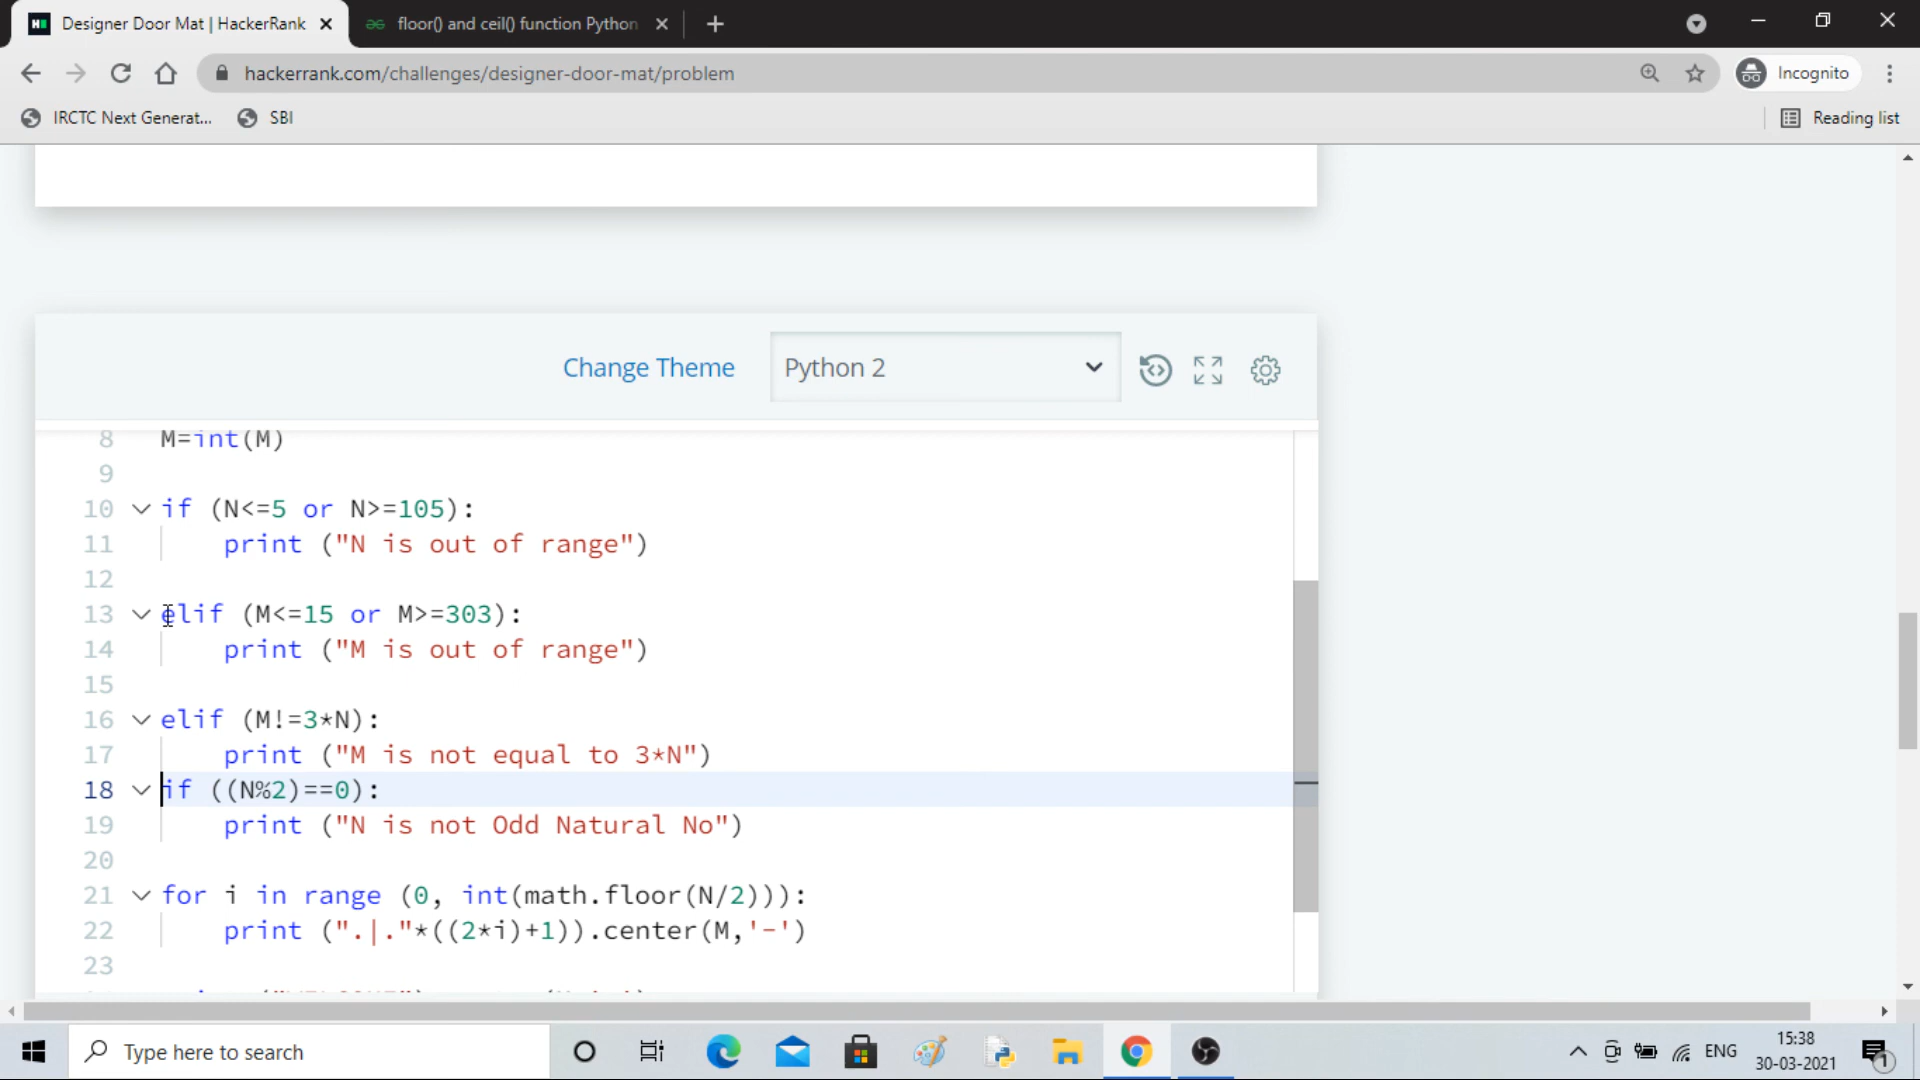 Designer Door Mat | HackerRank
floor() and ceil() function Python
hackerrank.com/challenges/designer-door-mat/problem
Incognito
IRCTC Next Generat...
SBI
Reading list
Change Theme
Python 2
8 M=int(M)
9
10 if (N<=5 or N>=105):
11 print ("N is out of range")
12
13 elif (M<=15 or M>=303):
14 print ("M is out of range")
15
16 elif (M!=3*N):
17 print ("M is not equal to 3*N")
18 if ((N%2)==0):
19 print ("N is not Odd Natural No")
20
21 for i in range (0, int(math.floor(N/2))):
22 print (".|."*((2*i)+1)).center(M,'-')
23
Type here to search
ENG
15:38
30-03-2021
1